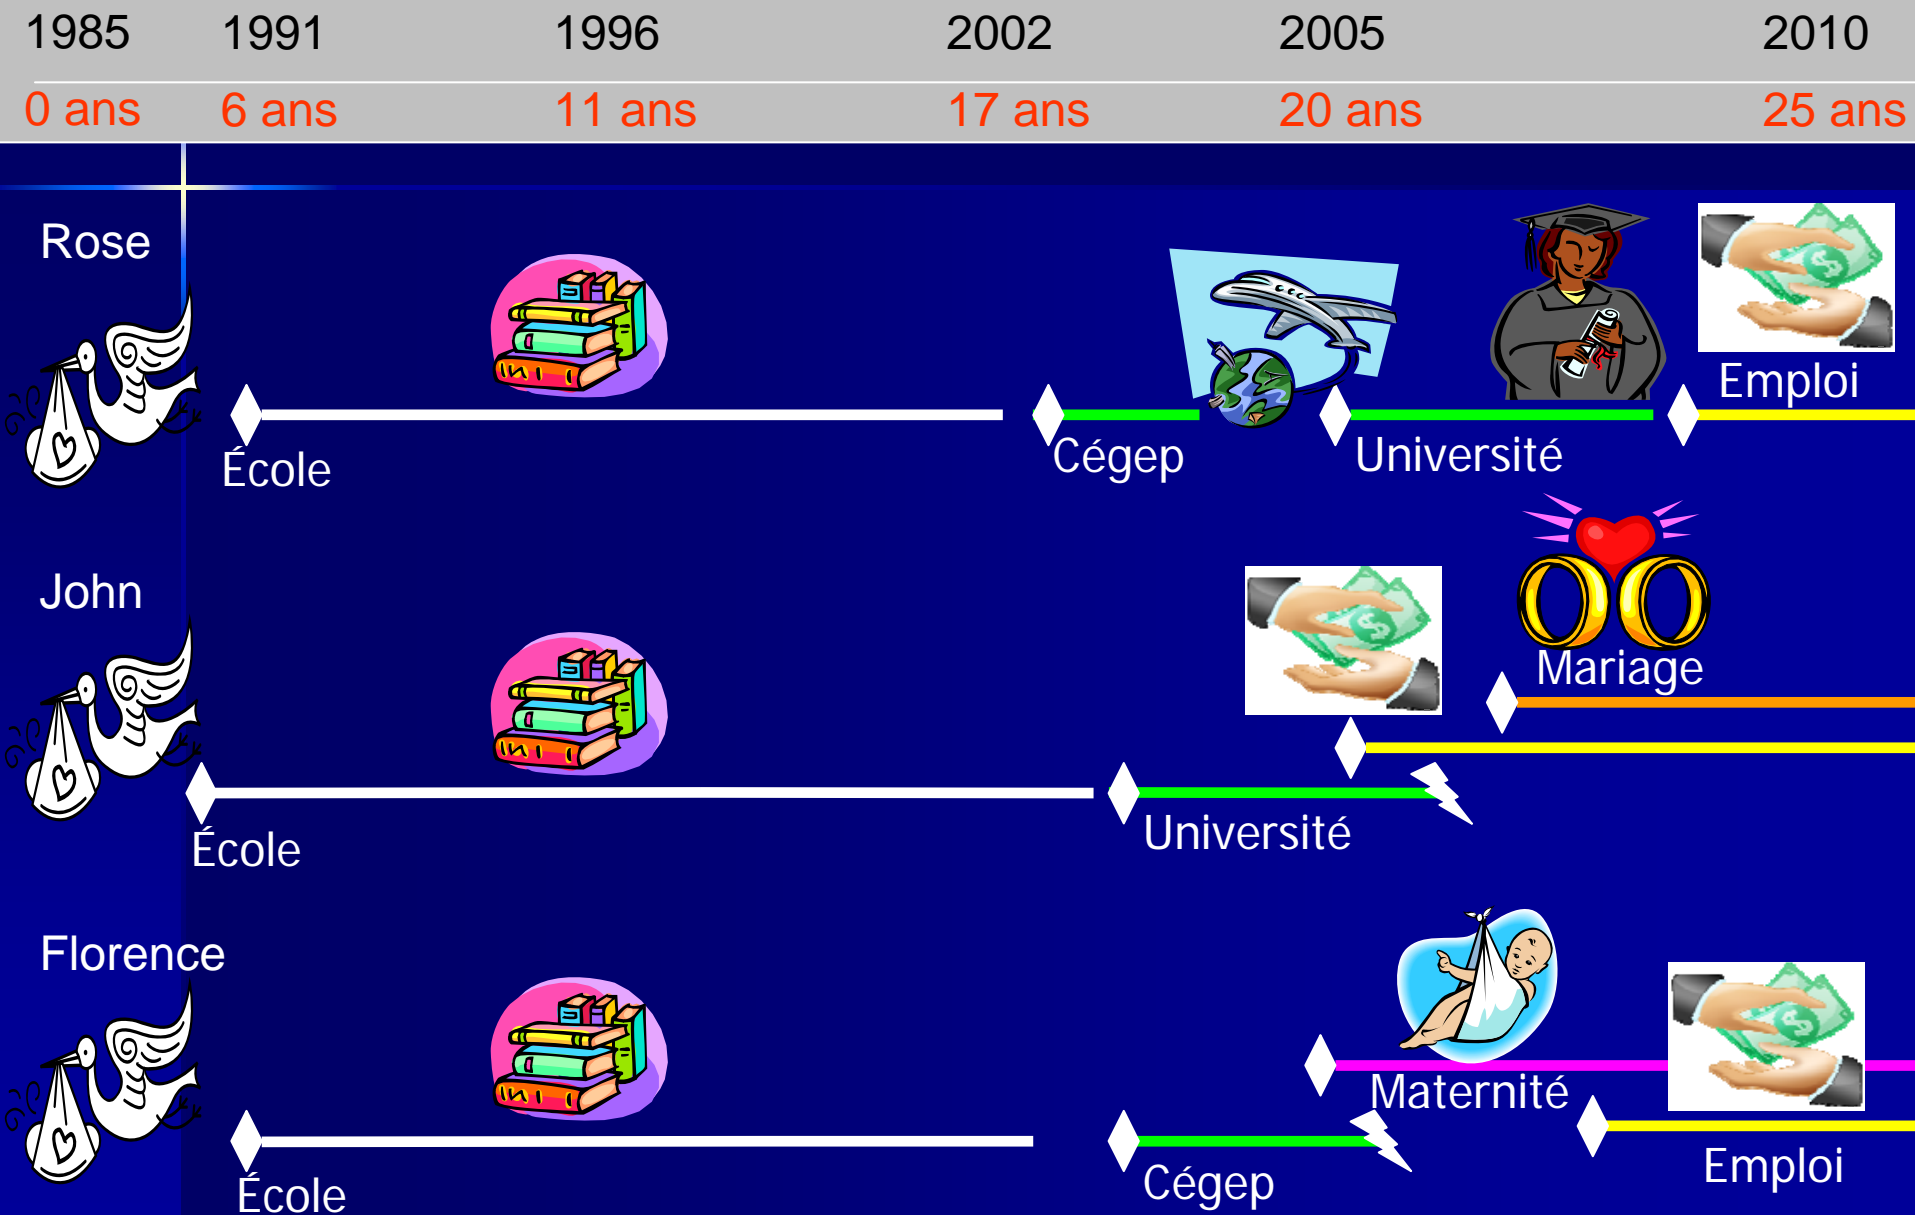 1985 1991 1996 2002 2005 2010
0 ans 6 ans 11 ans 17 ans 20 ans 25 ans
Rose
Emploi
École Cégep Université
John
Mariage
École Université
Florence
Maternité
École Cégep Emploi